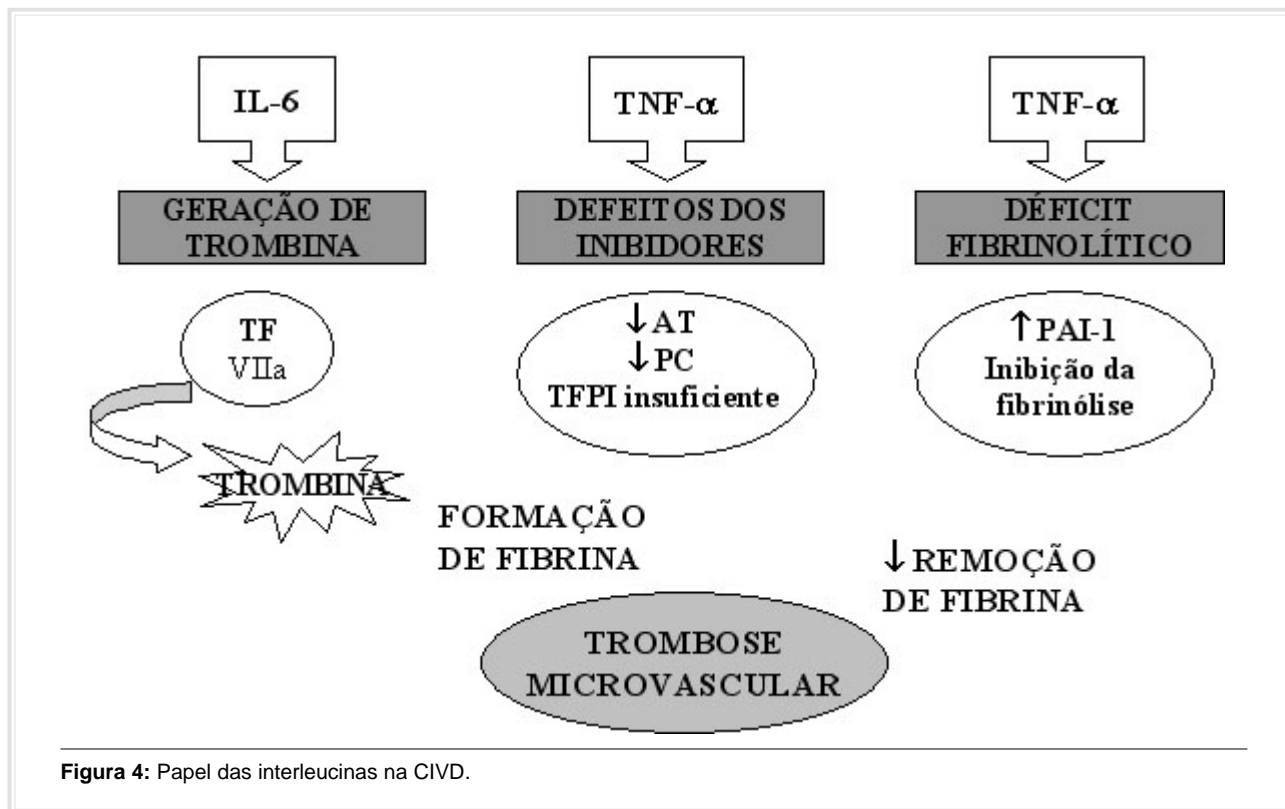 IL-6
TNF-α
TNF-α
GERAÇÃO DE
TROMBINA
DEFEITOS DOS
INIBIDORES
DÉFICIT
FIBRINOLÍTICO
TF
VIIa
↓AT
↓PC
TFPI insuficiente
↑PAI-1
Inibição da
fibrinólise
TROMBINA
FORMAÇÃO
DE FIBRINA
↓REMOÇÃO
DE FIBRINA
TROMBOSE
MICROVASCULAR
Figura 4: Papel das interleucinas na CIVD.